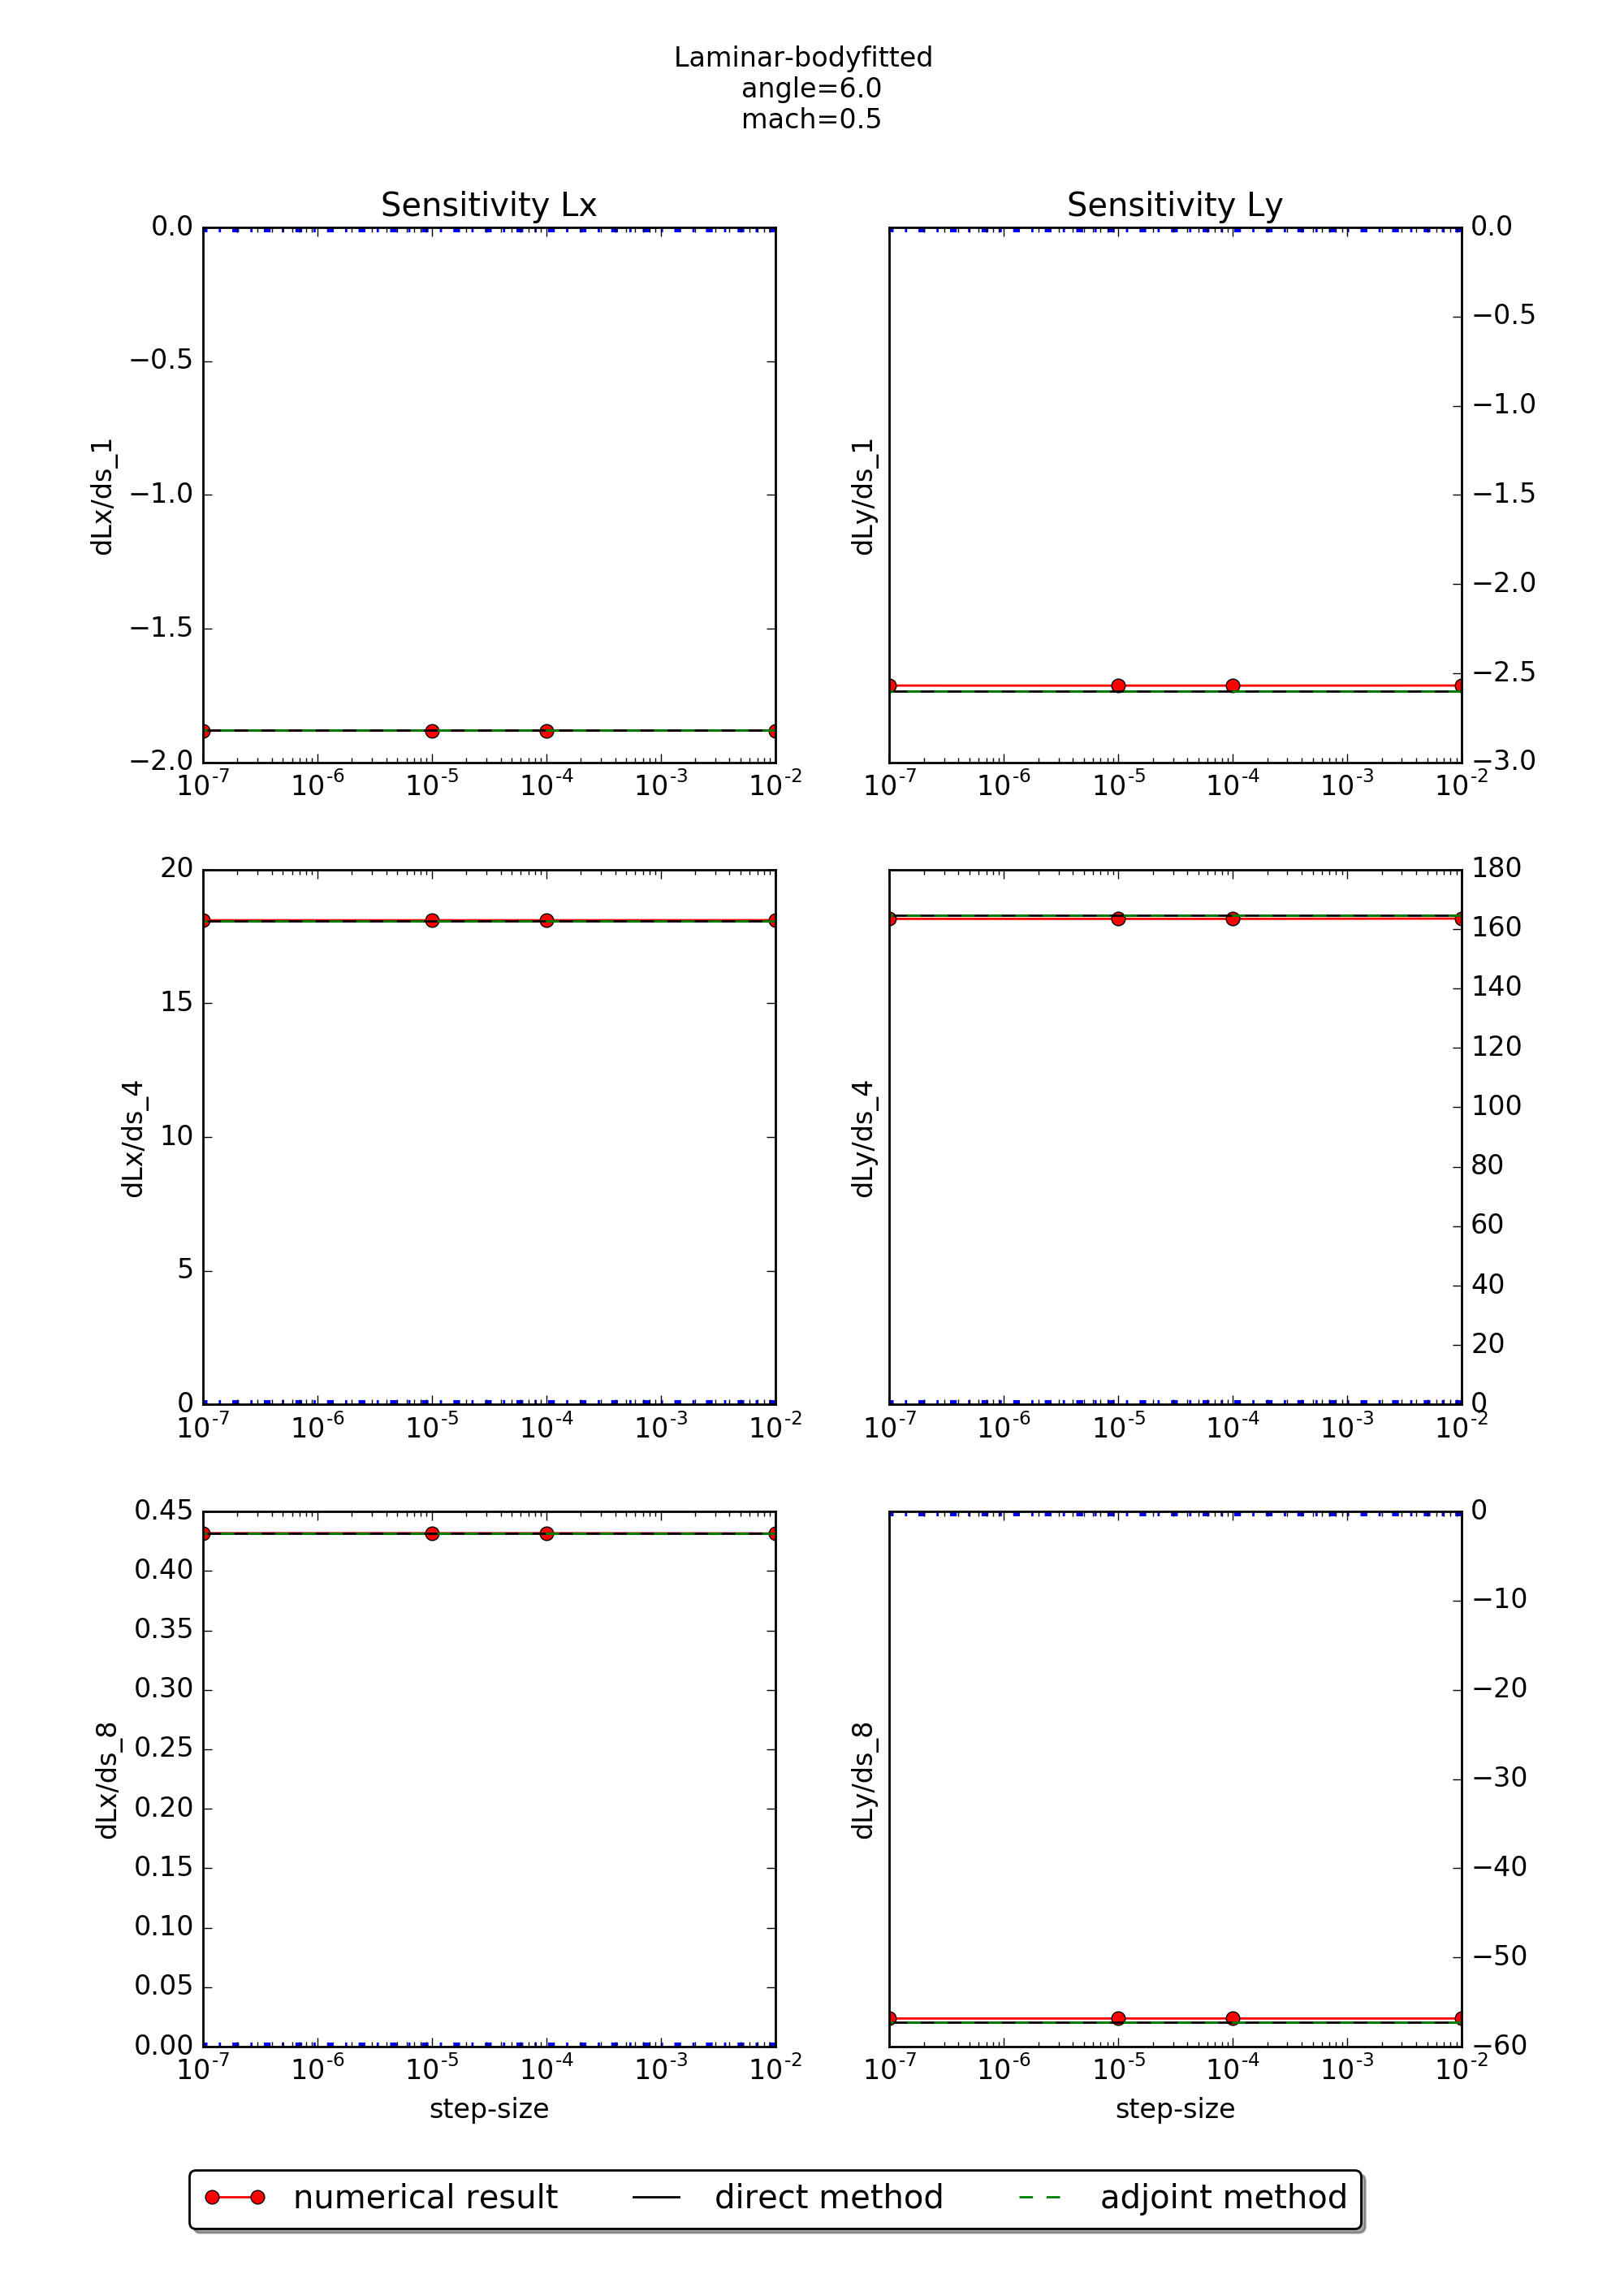 Laminar-bodyfitted
angle=6.0
mach=0.5
Sensitivity Lx
Sensitivity Ly
0.0
−0.5
−1.0
−1.5
−2.0
dLx/ds_1
10^-7 10^-6 10^-5 10^-4 10^-3 10^-2
dLy/ds_1
0.0
−0.5
−1.0
−1.5
−2.0
−2.5
−3.0
10^-7 10^-6 10^-5 10^-4 10^-3 10^-2
20
15
10
5
0
dLx/ds_4
10^-7 10^-6 10^-5 10^-4 10^-3 10^-2
dLy/ds_4
180
160
140
120
100
80
60
40
20
0
10^-7 10^-6 10^-5 10^-4 10^-3 10^-2
0.45
0.40
0.35
0.30
0.25
0.20
0.15
0.10
0.05
0.00
dLx/ds_8
10^-7 10^-6 10^-5 10^-4 10^-3 10^-2
step-size
dLy/ds_8
0
−10
−20
−30
−40
−50
−60
10^-7 10^-6 10^-5 10^-4 10^-3 10^-2
step-size
numerical result direct method adjoint method